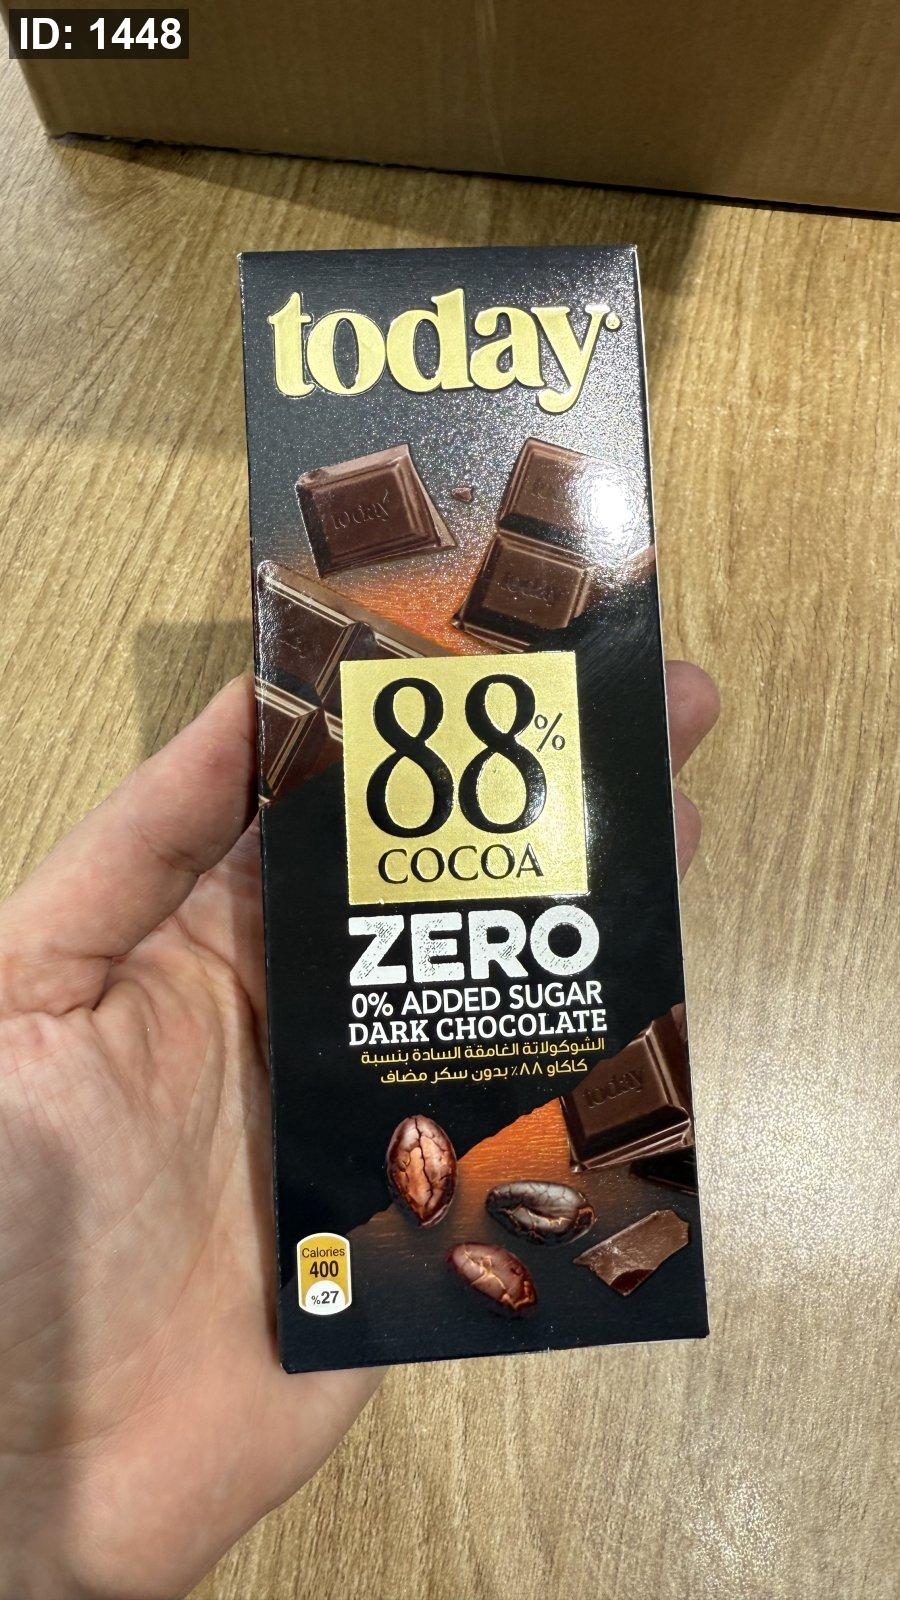 ID: 1448
today
today
today
today
88%
COCOA
ZERO
0% ADDED SUGAR
DARK CHOCOLATE
الشوكولاتة الغامقة السادة بنسبة
كاكاو ٨٨٪ بدون سكر مضاف
today
Calories
400
%27